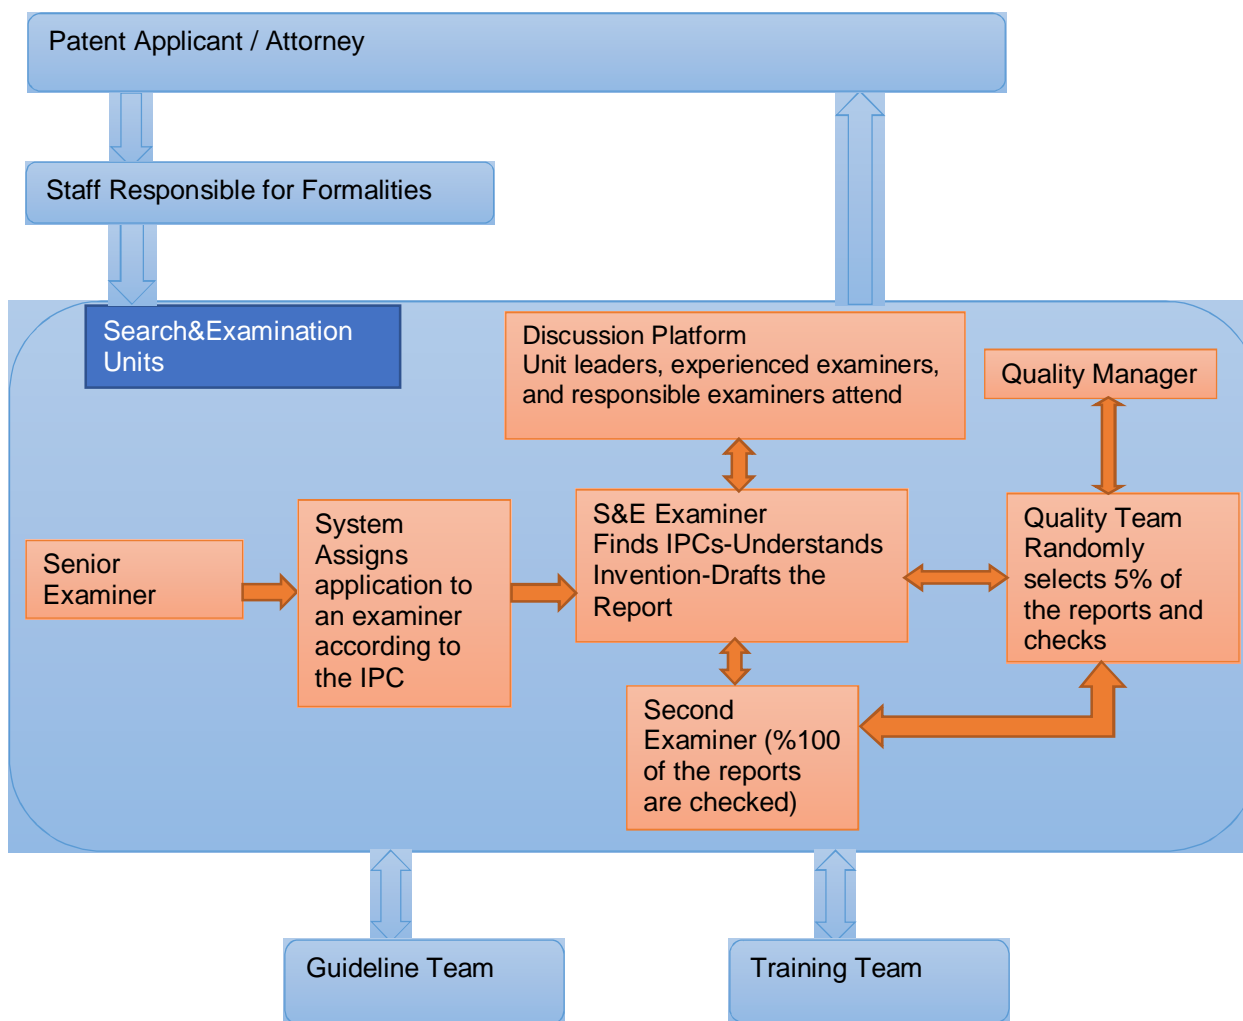 Patent Applicant / Attorney
Staff Responsible for Formalities
Search&Examination
Units
Discussion Platform
Unit leaders, experienced examiners,
and responsible examiners attend
Quality Manager
Senior
Examiner
System
Assigns
application to
an examiner
according to
the IPC
S&E Examiner
Finds IPCs-Understands
Invention-Drafts the
Report
Quality Team
Randomly
selects 5% of
the reports and
checks
Second
Examiner (%100
of the reports
are checked)
Guideline Team
Training Team